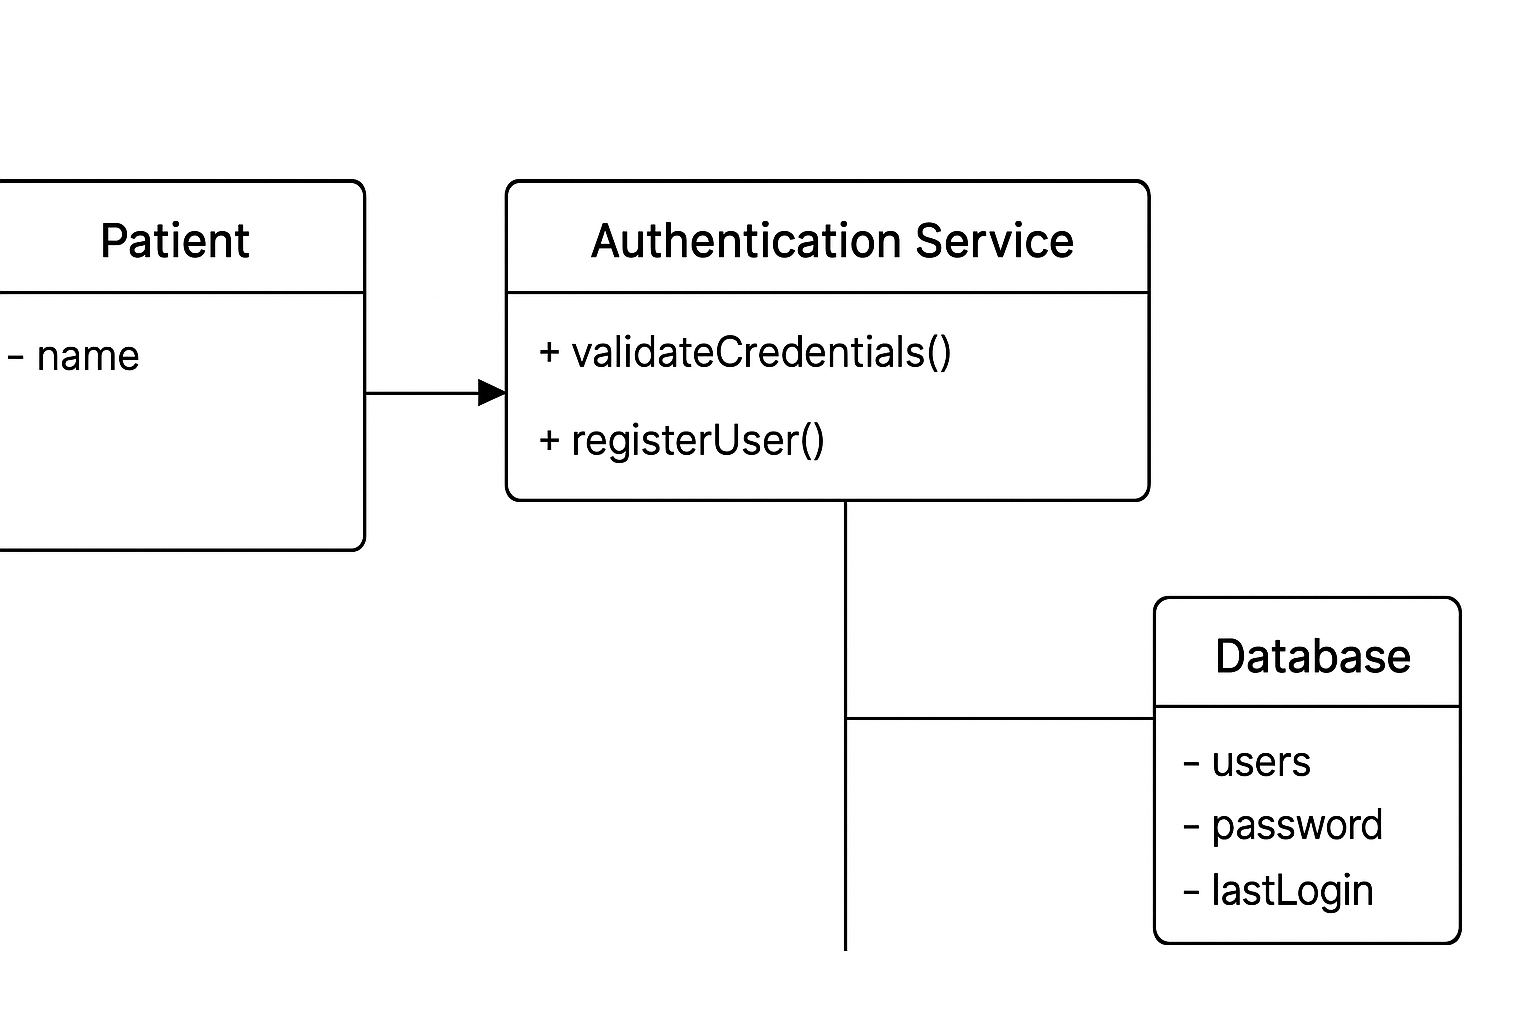 Patient
– name
Authentication Service
+ validateCredentials()
+ registerUser()
Database
– users
– password
– lastLogin